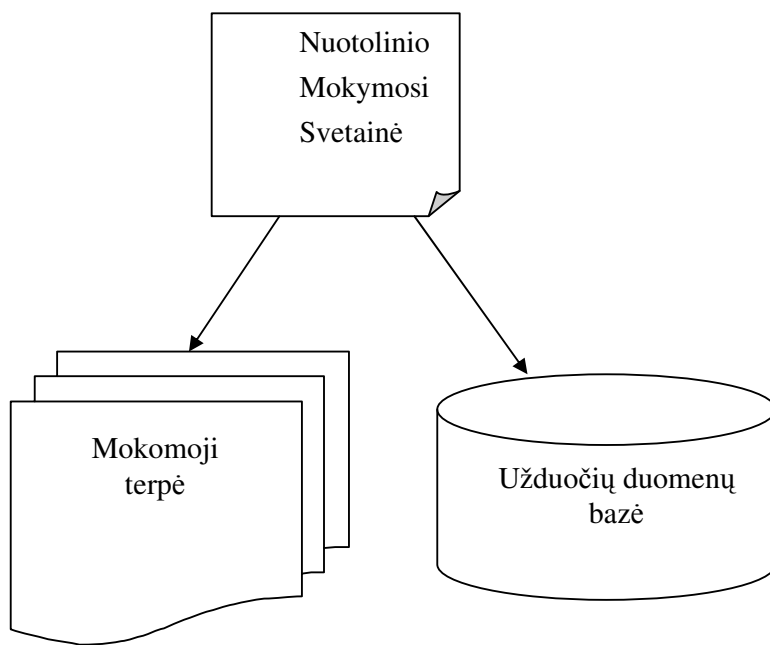 Nuotolinio
Mokymosi
Svetainė
Mokomoji
terpė
Užduočių duomenų
bazė